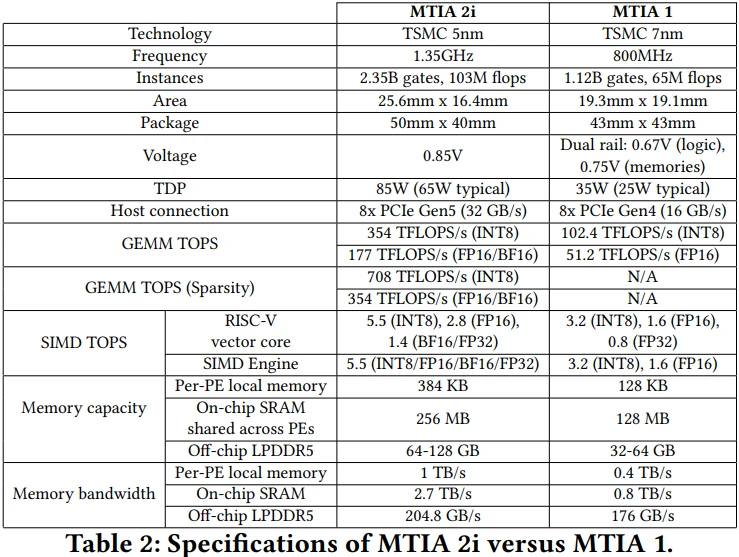 MTIA 2i MTIA 1
Technology TSMC 5nm TSMC 7nm
Frequency 1.35GHz 800MHz
Instances 2.35B gates, 103M flops 1.12B gates, 65M flops
Area 25.6mm x 16.4mm 19.3mm x 19.1mm
Package 50mm x 40mm 43mm x 43mm
Voltage 0.85V Dual rail: 0.67V (logic),
0.75V (memories)
TDP 85W (65W typical) 35W (25W typical)
Host connection 8x PCIe Gen5 (32 GB/s) 8x PCIe Gen4 (16 GB/s)
GEMM TOPS 354 TFLOPS/s (INT8) 102.4 TFLOPS/s (INT8)
177 TFLOPS/s (FP16/BF16) 51.2 TFLOPS/s (FP16)
GEMM TOPS (Sparsity) 708 TFLOPS/s (INT8) N/A
354 TFLOPS/s (FP16/BF16) N/A
SIMD TOPS RISC-V 5.5 (INT8), 2.8 (FP16), 3.2 (INT8), 1.6 (FP16),
vector core 1.4 (BF16/FP32) 0.8 (FP32)
SIMD Engine 5.5 (INT8/FP16/BF16/FP32) 3.2 (INT8), 1.6 (FP16)
Memory capacity Per-PE local memory 384 KB 128 KB
On-chip SRAM
shared across PEs 256 MB 128 MB
Off-chip LPDDR5 64-128 GB 32-64 GB
Memory bandwidth Per-PE local memory 1 TB/s 0.4 TB/s
On-chip SRAM 2.7 TB/s 0.8 TB/s
Off-chip LPDDR5 204.8 GB/s 176 GB/s
Table 2: Specifications of MTIA 2i versus MTIA 1.